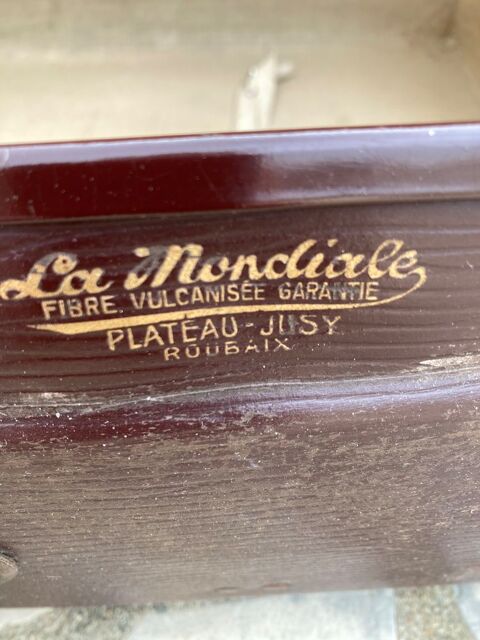 La Mondiale
FIBRE VULCANISÉE GARANTIE
PLATEAU-JUSY
ROUBAIX